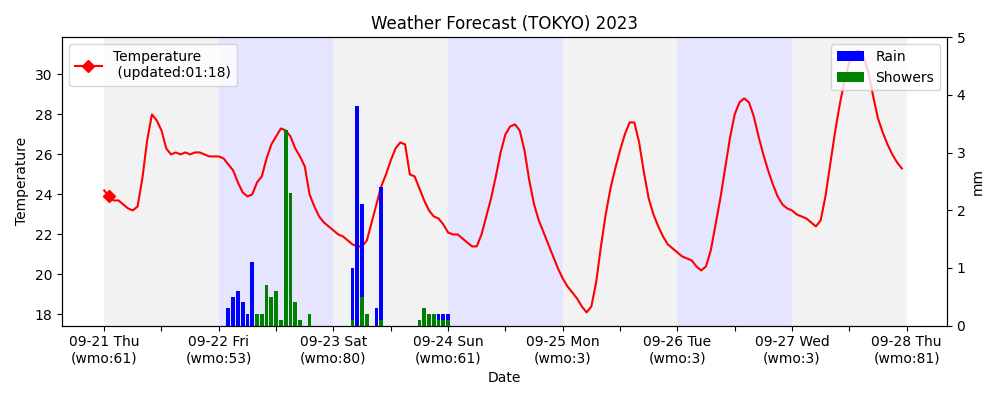 Weather Forecast (TOKYO) 2023
Temperature
(updated:01:18)
Rain
Showers
Temperature
30
28
26
24
22
20
18
5
4
3
2
1
0
mm
09-21 Thu
(wmo:61)
09-22 Fri
(wmo:53)
09-23 Sat
(wmo:80)
09-24 Sun
(wmo:61)
09-25 Mon
(wmo:3)
09-26 Tue
(wmo:3)
09-27 Wed
(wmo:3)
09-28 Thu
(wmo:81)
Date